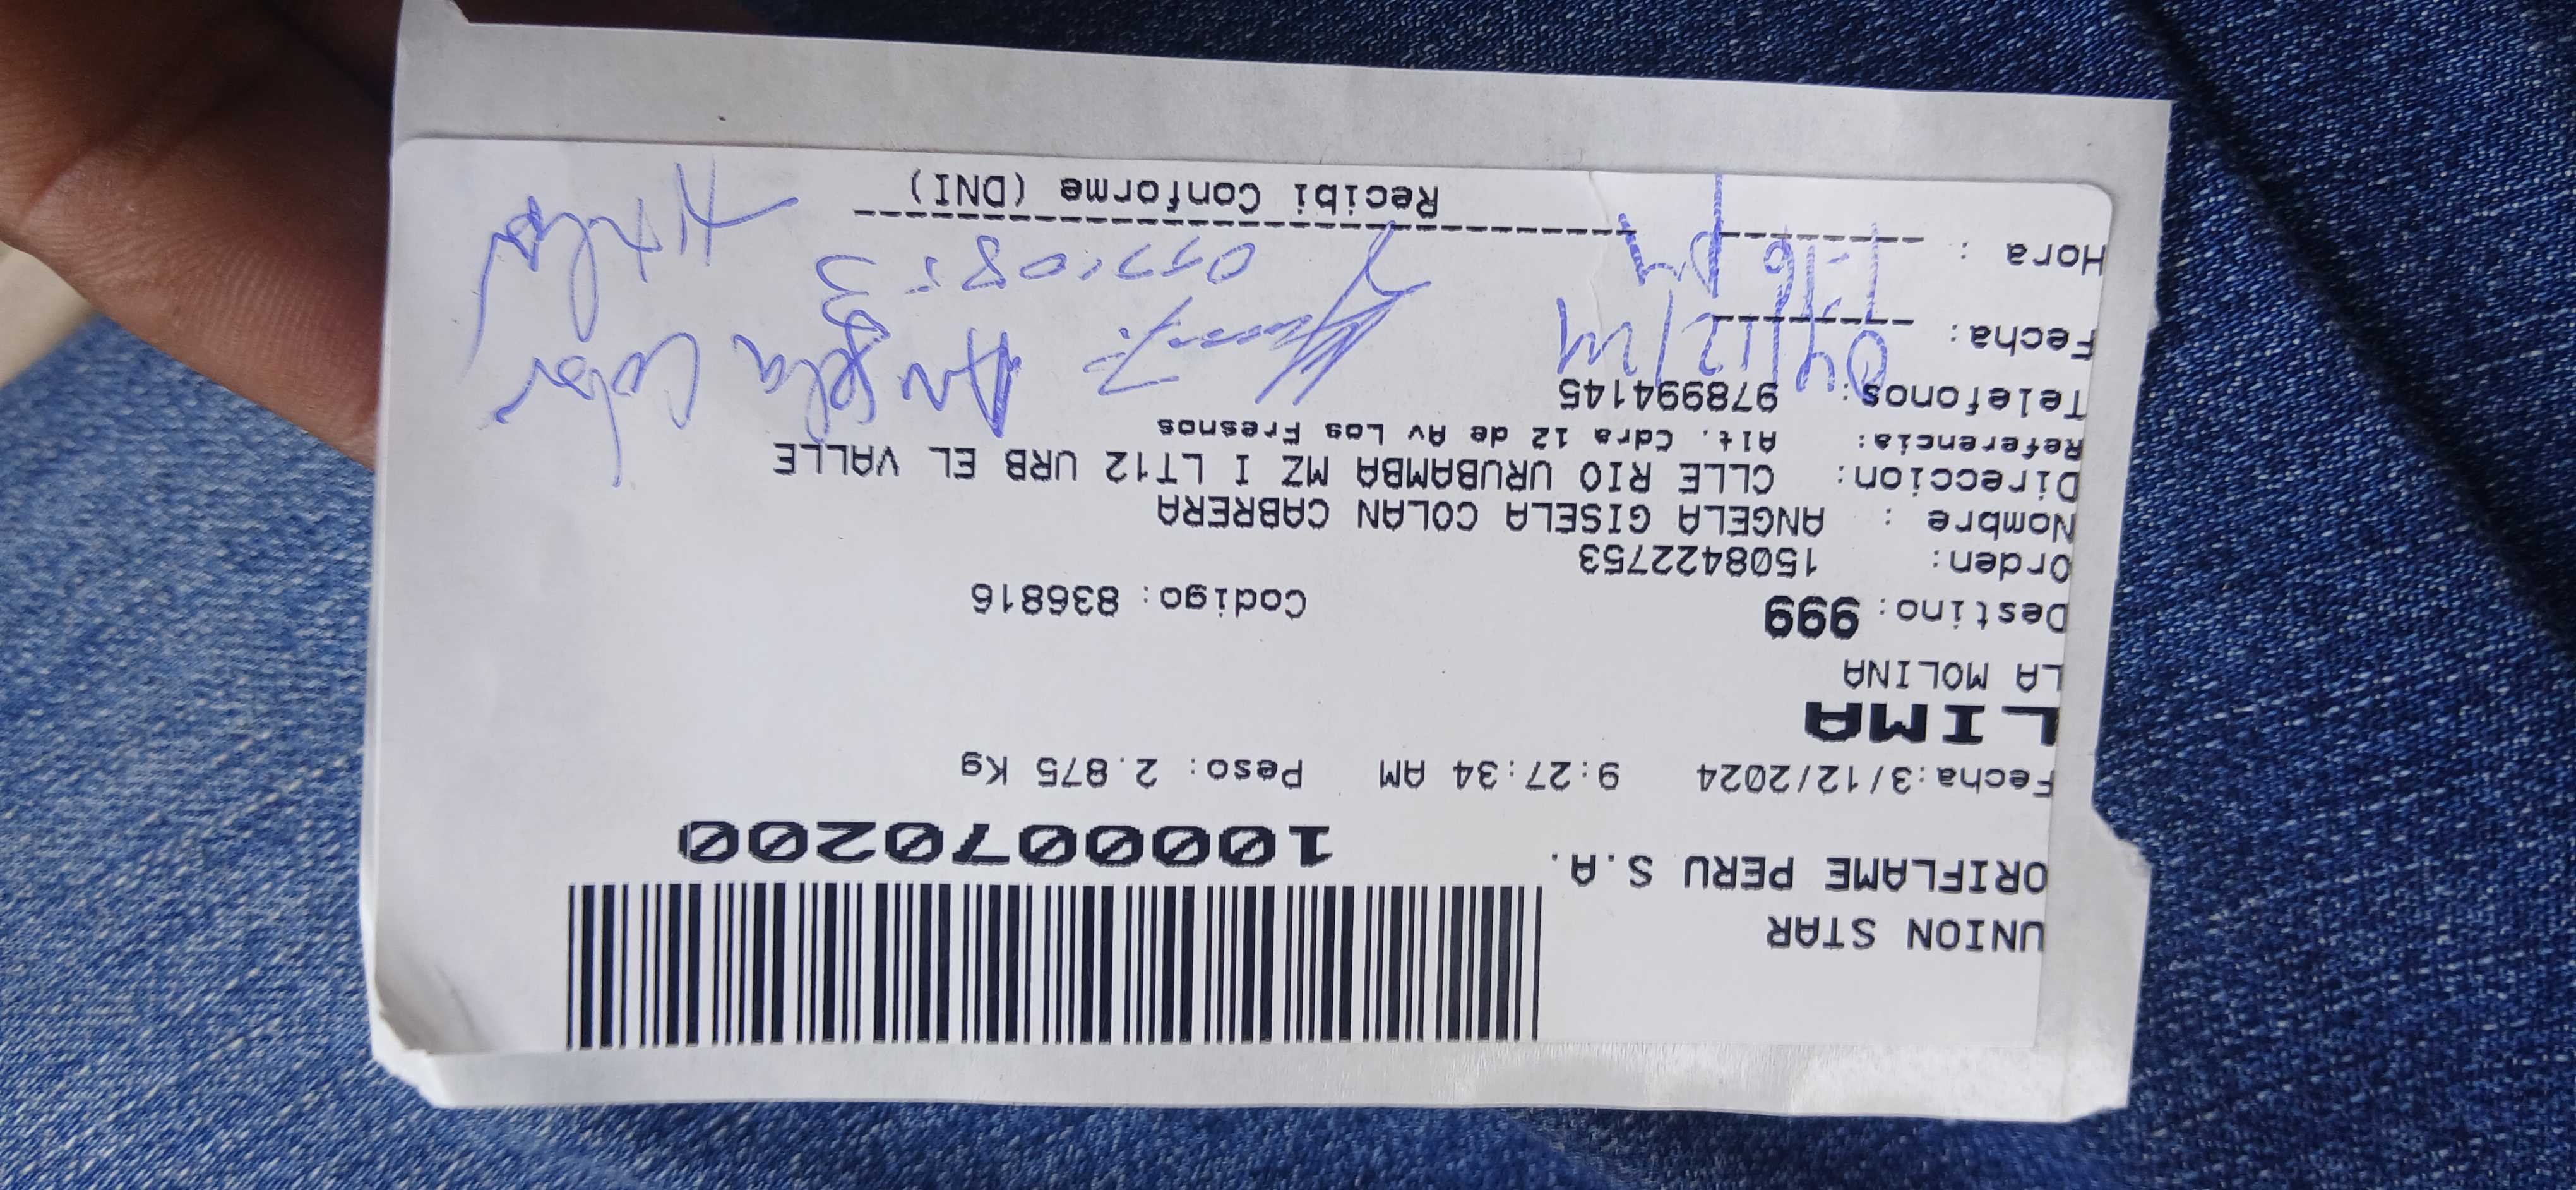 UNION STAR
ORIFLAME PERU S.A.
1000070200
Fecha:3/12/2024 9:27:34 AM Peso: 2.875 Kg
LIMA
LA MOLINA
Destino: 999 Codigo: 836816
Orden: 1508422753
Nombre : ANGELA GISELA COLAN CABRERA
Direccion: CLLE RIO URUBAMBA MZ I LT12 URB EL VALLE
Referencia: Alt. Cdra 12 de Av Los Fresnos
Telefonos: 978994145
Fecha: 04/12/24 Angela
Hora : pm
Recibi Conforme (DNI)